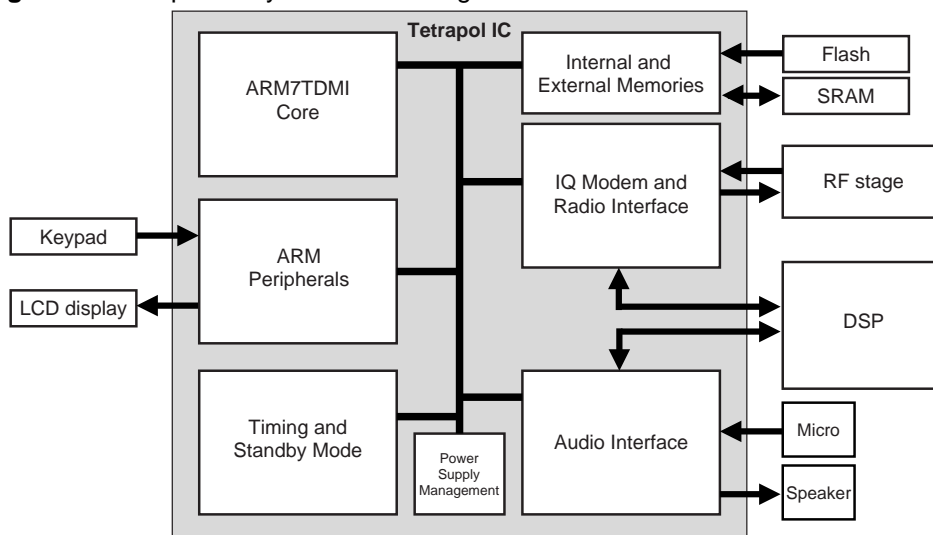 Tetrapol IC
ARM7TDMI
Core
Internal and
External Memories
Flash
SRAM
IQ Modem and
Radio Interface
RF stage
Keypad
LCD display
ARM
Peripherals
DSP
Timing and
Standby Mode
Power
Supply
Management
Audio Interface
Micro
Speaker